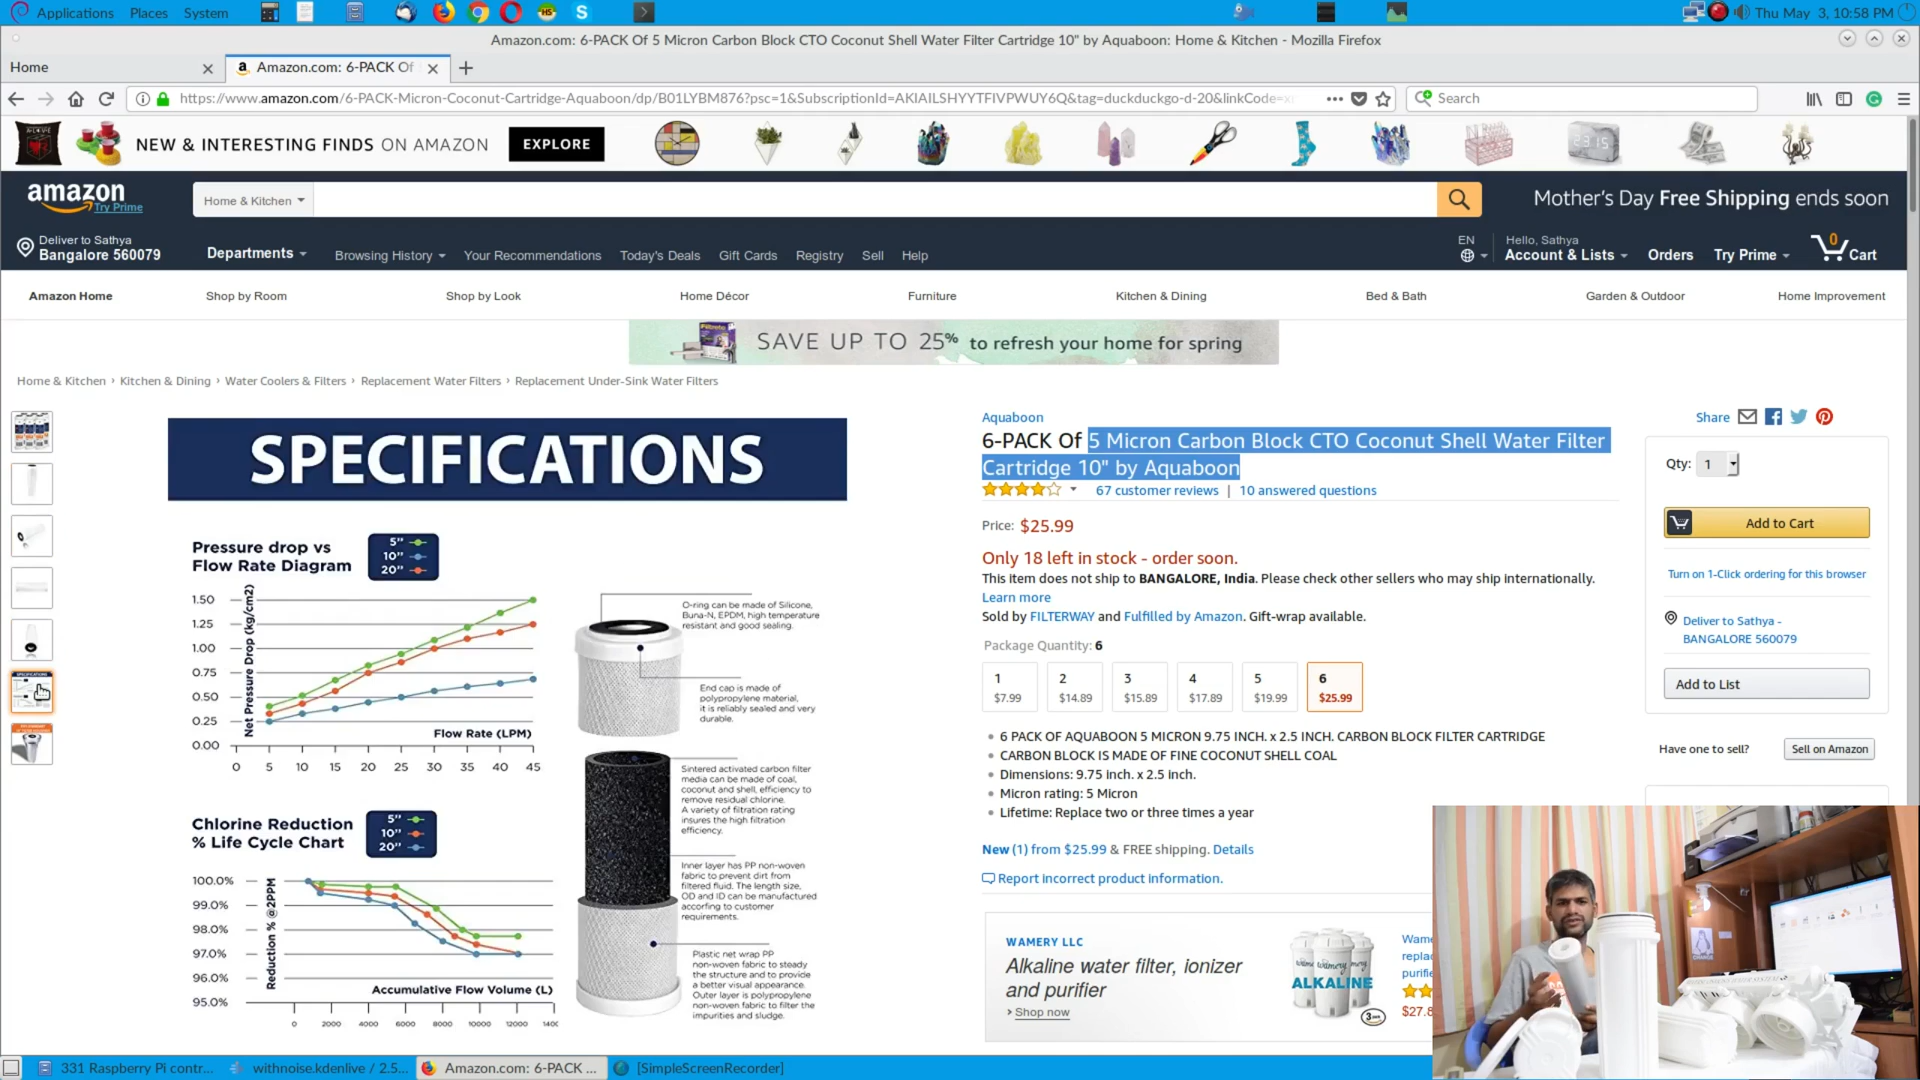 Applications Places System
Thu May 3, 10:58 PM
Amazon.com: 6-PACK Of 5 Micron Carbon Block CTO Coconut Shell Water Filter Cartridge 10" by Aquaboon: Home & Kitchen - Mozilla Firefox
Home
Amazon.com: 6-PACK Of
https://www.amazon.com/6-PACK-Micron-Coconut-Cartridge-Aquaboon/dp/B01LYBM876?psc=1&SubscriptionId=AKIAILSHYYTFIVPWUY6Q&tag=duckduckgo-d-20&linkCode=x
Search
NEW & INTERESTING FINDS ON AMAZON
EXPLORE
amazon
Try Prime
Home & Kitchen
Mother's Day Free Shipping ends soon
Deliver to Sathya
Bangalore 560079
Departments
Browsing History
Your Recommendations
Today's Deals
Gift Cards
Registry
Sell
Help
EN
Hello, Sathya
Account & Lists
Orders
Try Prime
0
Cart
Amazon Home
Shop by Room
Shop by Look
Home Décor
Furniture
Kitchen & Dining
Bed & Bath
Garden & Outdoor
Home Improvement
SAVE UP TO 25% to refresh your home for spring
Home & Kitchen › Kitchen & Dining › Water Coolers & Filters › Replacement Water Filters › Replacement Under-Sink Water Filters
SPECIFICATIONS
Pressure drop vs
Flow Rate Diagram
5"
10"
20"
1.50
1.25
1.00
0.75
0.50
0.25
0.00
Net Pressure Drop (kg/cm2)
Flow Rate (LPM)
0 5 10 15 20 25 30 35 40 45
O-ring can be made of Silicone,
Buna-N, EPDM, high temperature
resistant and good sealing.
End cap is made of
polypropylene material,
it is reliably sealed and very
durable.
Sintered activated carbon filter
media can be made of coal,
coconut and shell, efficiency to
remove residual chlorine.
A variety of filtration rating
insures the high filtration
efficiency.
Inner layer has PP non-woven
fabric to prevent dirt from
filtered fluid. The length size,
OD and ID can be manufactured
accorfing to customer
requirements.
Plastic net wrap PP
non-woven fabric to steady
the structure and to provide
a better visual appearance.
Outer layer is polypropylene
non-woven fabric to filter the
impurities and sludge.
Chlorine Reduction
% Life Cycle Chart
5"
10"
20"
100.0%
99.0%
98.0%
97.0%
96.0%
95.0%
Reduction % @2PPM
Accumulative Flow Volume (L)
0 2000 4000 6000 8000 10000 12000
Aquaboon
6-PACK Of 5 Micron Carbon Block CTO Coconut Shell Water Filter
Cartridge 10" by Aquaboon
67 customer reviews | 10 answered questions
Price: $25.99
Only 18 left in stock - order soon.
This item does not ship to BANGALORE, India. Please check other sellers who may ship internationally.
Learn more
Sold by FILTERWAY and Fulfilled by Amazon. Gift-wrap available.
Package Quantity: 6
1 2 3 4 5 6
$7.99 $14.89 $15.89 $17.89 $19.99 $25.99
• 6 PACK OF AQUABOON 5 MICRON 9.75 INCH. x 2.5 INCH. CARBON BLOCK FILTER CARTRIDGE
• CARBON BLOCK IS MADE OF FINE COCONUT SHELL COAL
• Dimensions: 9.75 inch. x 2.5 inch.
• Micron rating: 5 Micron
• Lifetime: Replace two or three times a year
New (1) from $25.99 & FREE shipping. Details
Report incorrect product information.
WAMERY LLC
Alkaline water filter, ionizer
and purifier
› Shop now
ALKALINE
Wame
repla
purifi
$27.8
Share
Qty: 1
Add to Cart
Turn on 1-Click ordering for this browser
Deliver to Sathya -
BANGALORE 560079
Add to List
Have one to sell?
Sell on Amazon
331 Raspberry Pi contr...
withnoise.kdenlive / 2.5...
Amazon.com: 6-PACK ...
[SimpleScreenRecorder]